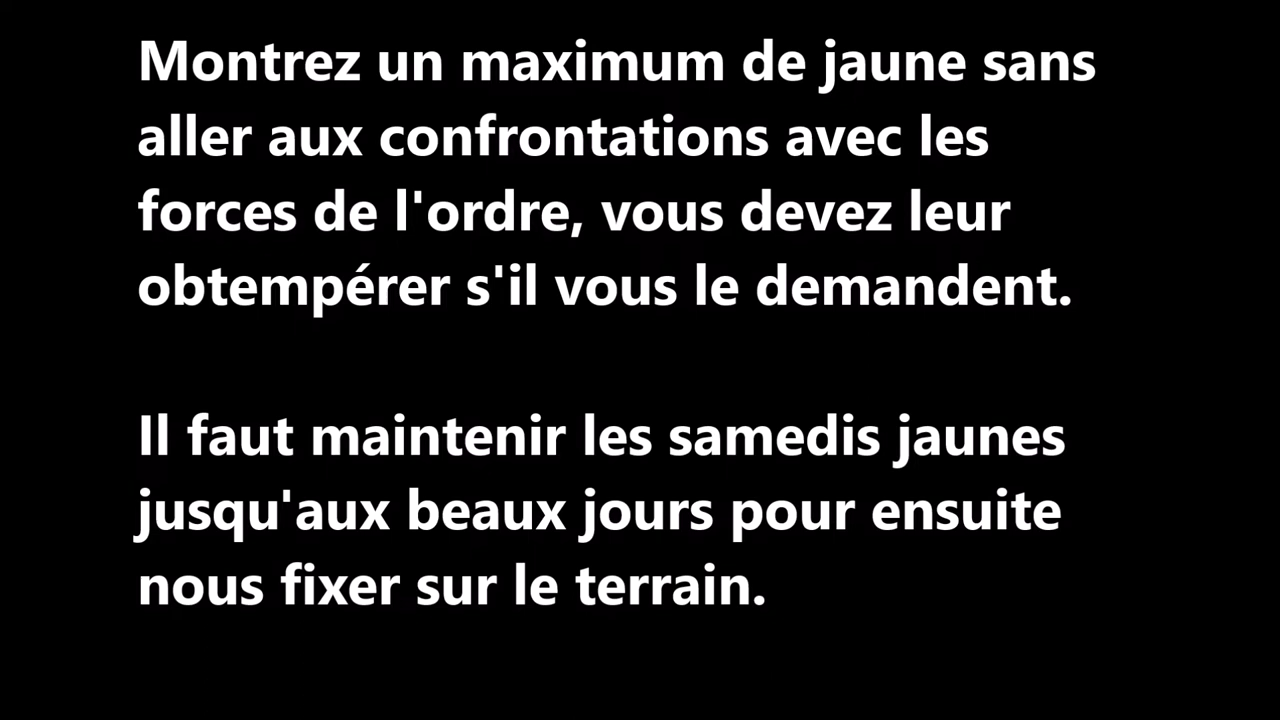 Montrez un maximum de jaune sans
aller aux confrontations avec les
forces de l'ordre, vous devez leur
obtempérer s'il vous le demandent.
Il faut maintenir les samedis jaunes
jusqu'aux beaux jours pour ensuite
nous fixer sur le terrain.